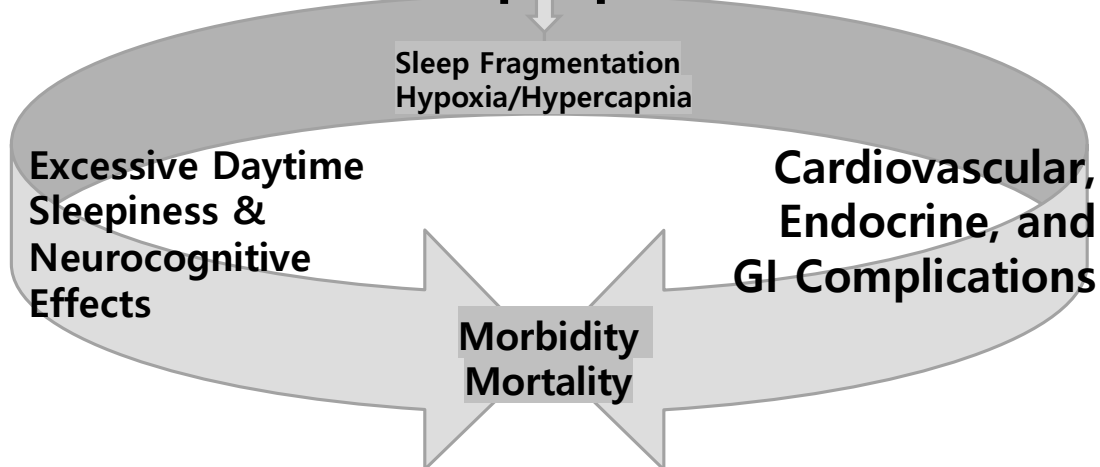 Sleep Fragmentation
Hypoxia/Hypercapnia
Excessive Daytime
Sleepiness &
Neurocognitive
Effects
Cardiovascular,
Endocrine, and
GI Complications
Morbidity
Mortality